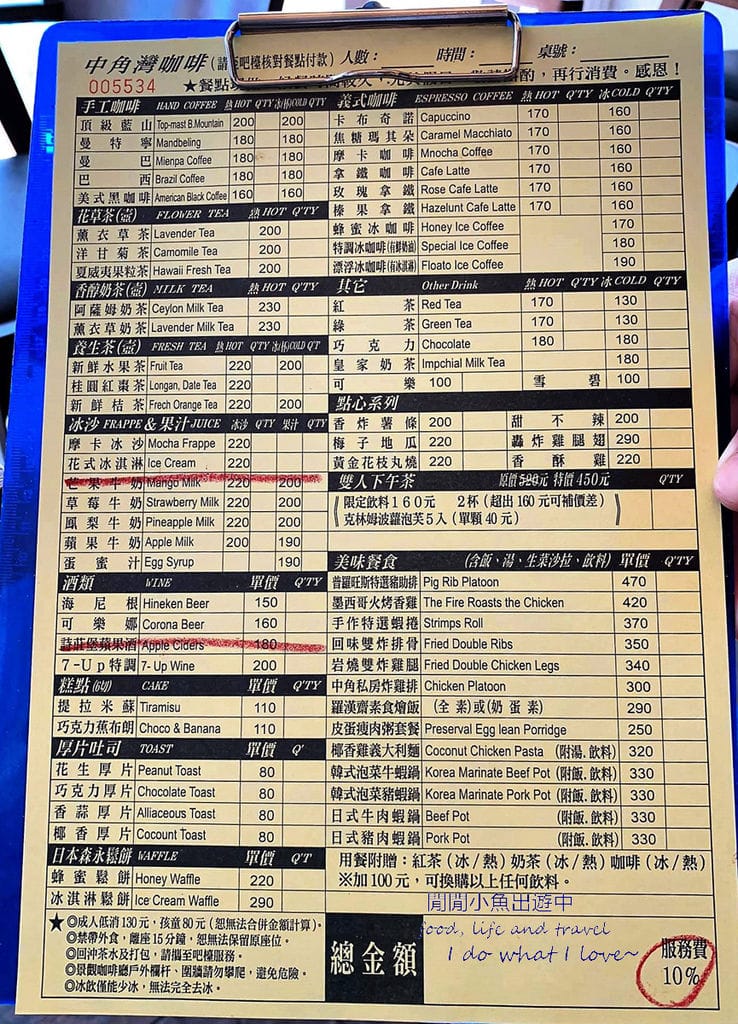 中角灣咖啡 (請 吧檯核對餐點付款) 人數： 時間： 桌號：
005534 ★餐點 ，再行消費。感恩！
手工咖啡 HAND COFFEE 熱HOT Q'TY 冰COLD Q'TY
頂級藍山 Top-mast B.Mountain 200 200
曼特寧 Mandbeling 180 180
曼巴 Mienpa Coffee 180 180
巴西 Brazil Coffee 180 180
美式黑咖啡 American Black Coffee 160 160
花草茶(壺) FLOWER TEA 熱HOT Q'TY
薰衣草茶 Lavender Tea 200
洋甘菊茶 Camomile Tea 200
夏威夷果粒茶 Hawaii Fresh Tea 230
香醇奶茶(壺) MILK TEA 熱HOT Q'TY
阿薩姆奶茶 Ceylon Milk Tea 230
薰衣草奶茶 Lavender Milk Tea 230
養生茶(壺) FRESH TEA 熱HOT Q'TY COLD Q'T
新鮮水果茶 Fruit Tea 220 200
桂圓紅棗茶 Longan, Date Tea 220
新鮮桔茶 Frech Orange Tea 220 200
冰沙 FRAPPE & 果汁 JUICE 冰沙 Q'TY 果汁 Q'TY
摩卡冰沙 Mocha Frappe 220
花式冰淇淋 Ice Cream 220
芒果牛奶 Mango Milk 220 200
草莓牛奶 Strawberry Milk 220 200
鳳梨牛奶 Pineapple Milk 220 200
蘋果牛奶 Apple Milk 200 190
蛋蜜汁 Egg Syrup 190
酒類 WINE 單價 Q'TY
海尼根 Hineken Beer 150
可樂娜 Corona Beer 160
蒔莊堡蘋果酒 Apple Ciders 180
7-Up特調 7- Up Wine 200
糕點(6切) CAKE 單價 Q'TY
提拉米蘇 Tiramisu 110
巧克力蕉布朗 Choco & Banana 110
厚片吐司 TOAST 單價 Q'
花生厚片 Peanut Toast 80
巧克力厚片 Chocolate Toast 80
香蒜厚片 Alliaceous Toast 80
椰香厚片 Cocount Toast 80
日本森永鬆餅 WAFFLE 單價 Q'T
蜂蜜鬆餅 Honey Waffle 220
冰淇淋鬆餅 Ice Cream Waffle 290
義式咖啡 ESPRESSO COFFEE 熱HOT Q'TY 冰COLD Q'TY
卡布奇諾 Capuccino 170 160
焦糖瑪其朵 Caramel Macchiato 170 160
摩卡咖啡 Mnocha Coffee 170 160
拿鐵咖啡 Cafe Latte 170 160
玫瑰拿鐵 Rose Cafe Latte 170 160
榛果拿鐵 Hazelunt Cafe Latte 170 160
蜂蜜冰咖啡 Honey Ice Coffee 170
特調冰咖啡(有鮮奶油) Special Ice Coffee 180
漂浮冰咖啡(有冰淇淋) Floato Ice Coffee 190
其它 Other Drink 熱HOT Q'TY 冰COLD Q'TY
紅茶 Red Tea 170 130
綠茶 Green Tea 170 130
巧克力 Chocolate 180 180
皇家奶茶 Impchial Milk Tea 180
可樂 100 雪碧 100
點心系列
香炸薯條 200 甜不辣 200
梅子地瓜 220 轟炸雞腿翅 290
黃金花枝丸燒 220 香酥雞 220
雙人下午茶 原價520元 特價450元 Q'TY
限定飲料160元 2杯(超出160元可補價差)
克林姆波蘿泡芙5入(單顆40元)
美味餐食 (含飯、湯、生菜沙拉、飲料) 單價 Q'TY
普羅旺斯特選豬肋排 Pig Rib Platoon 470
墨西哥火烤香雞 The Fire Roasts the Chicken 420
手作特選蝦捲 Strimps Roll 370
回味雙炸排骨 Fried Double Ribs 350
岩燒雙炸雞腿 Fried Double Chicken Legs 340
中角私房炸雞排 Chicken Platoon 300
羅漢齋素食燴飯 (全素)或(奶蛋素) 290
皮蛋瘦肉粥套餐 Preserval Egg lean Porridge 250
椰香雞義大利麵 Coconut Chicken Pasta (附湯.飲料) 320
韓式泡菜牛蝦鍋 Korea Marinate Beef Pot (附飯.飲料) 330
韓式泡菜豬蝦鍋 Korea Marinate Pork Pot (附飯.飲料) 330
日式牛肉蝦鍋 Beef Pot (附飯.飲料) 330
日式豬肉蝦鍋 Pork Pot (附飯.飲料) 330
用餐附贈：紅茶(冰/熱)奶茶(冰/熱)咖啡(冰/熱)
※加100元，可換購以上任何飲料。
★◎成人低消130元，孩童80元(恕無法合併金額計算)。
◎禁帶外食，離座15分鐘，恕無法保留原座位。
◎回沖茶水及打包，請攜至吧檯服務。
◎景觀咖啡廳戶外欄杆、圍牆請勿攀爬，避免危險。
◎冰飲僅能少冰，無法完全去冰。
總金額
閒閒小魚出遊中
food, life and travel
I do what I love~
服務費
10%